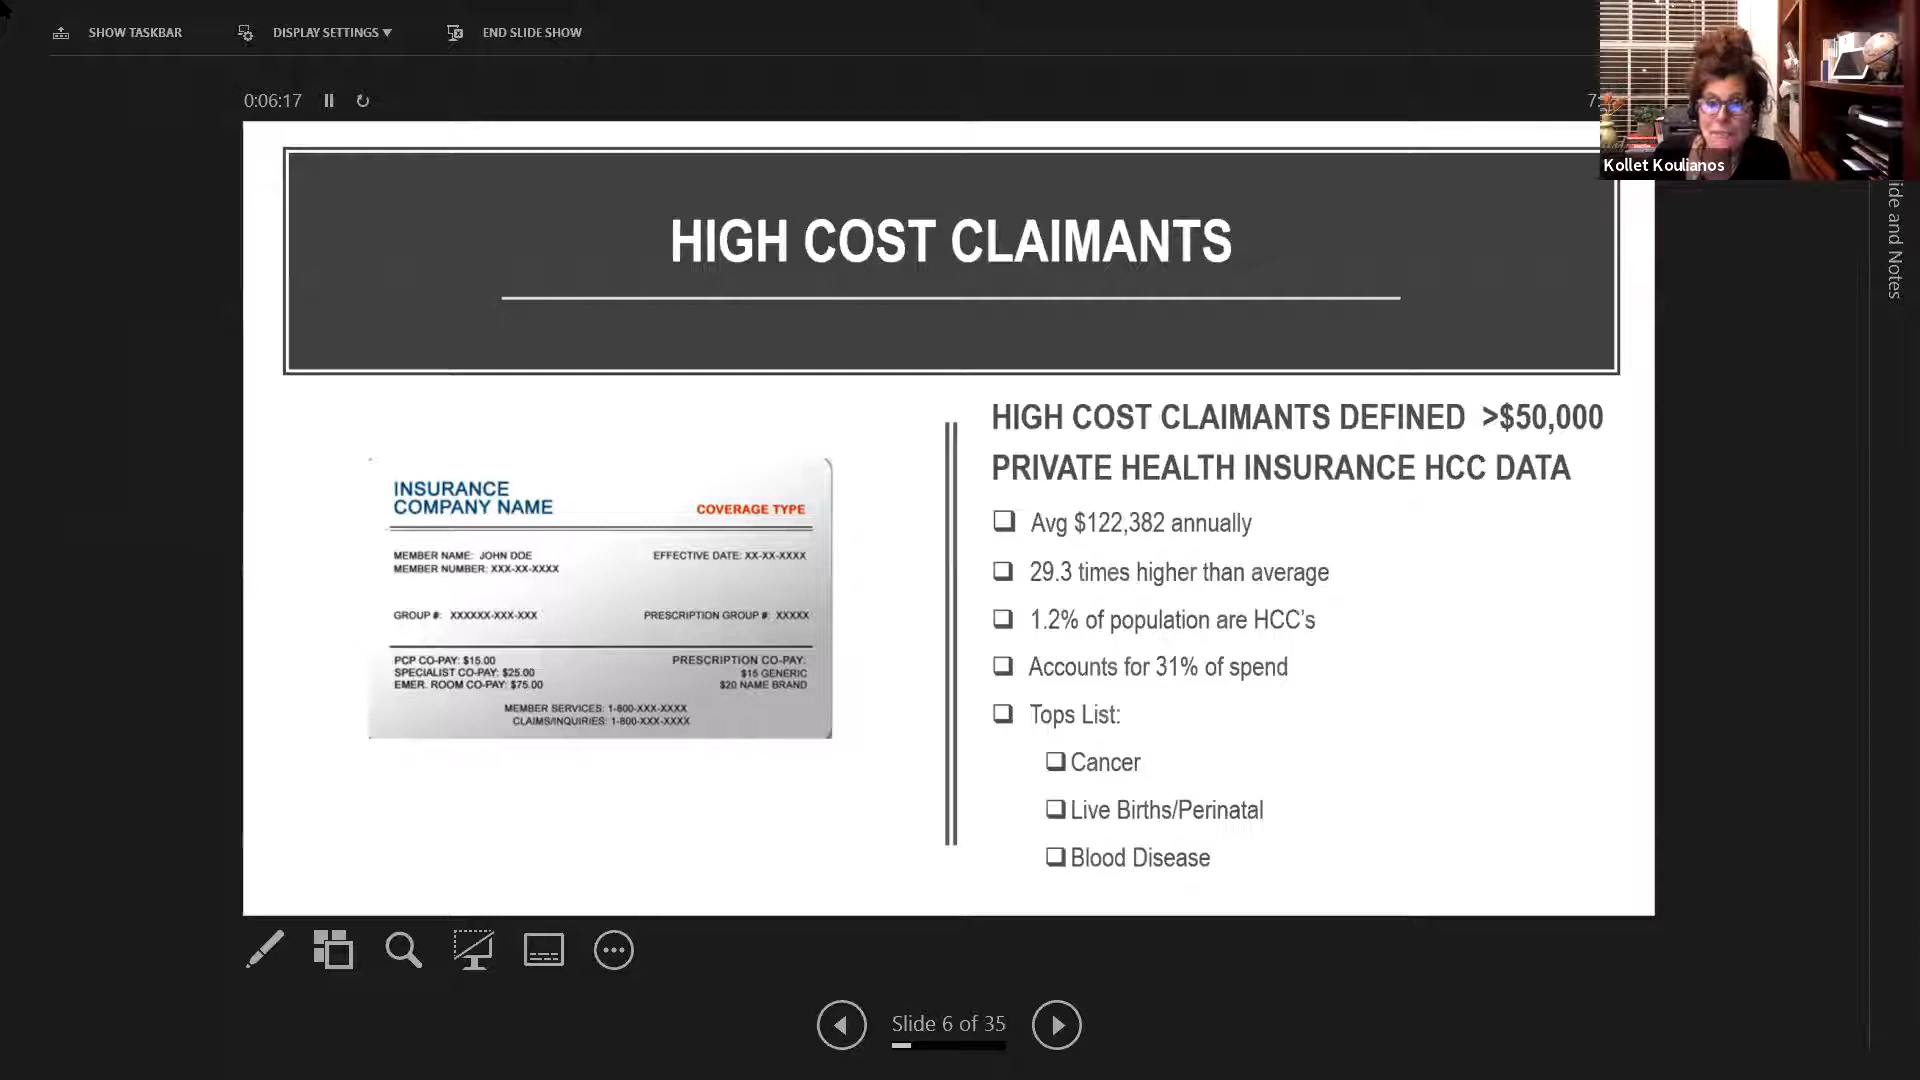 SHOW TASKBAR
DISPLAY SETTINGS ▼
END SLIDE SHOW
0:06:17
Kollet Koulianos
HIGH COST CLAIMANTS
INSURANCE
COMPANY NAME
COVERAGE TYPE
MEMBER NAME: JOHN DOE
EFFECTIVE DATE: XX-XX-XXXX
MEMBER NUMBER: XXX-XX-XXXX
GROUP #: XXXXXX-XXX-XXX
PRESCRIPTION GROUP #: XXXXX
PCP CO-PAY: $15.00
SPECIALIST CO-PAY: $25.00
EMER. ROOM CO-PAY: $75.00
PRESCRIPTION CO-PAY:
$15 GENERIC
$20 NAME BRAND
MEMBER SERVICES: 1-800-XXX-XXXX
CLAIMS/INQUIRIES: 1-800-XXX-XXXX
HIGH COST CLAIMANTS DEFINED >$50,000
PRIVATE HEALTH INSURANCE HCC DATA
Avg $122,382 annually
29.3 times higher than average
1.2% of population are HCC's
Accounts for 31% of spend
Tops List:
Cancer
Live Births/Perinatal
Blood Disease
and Notes
Slide 6 of 35